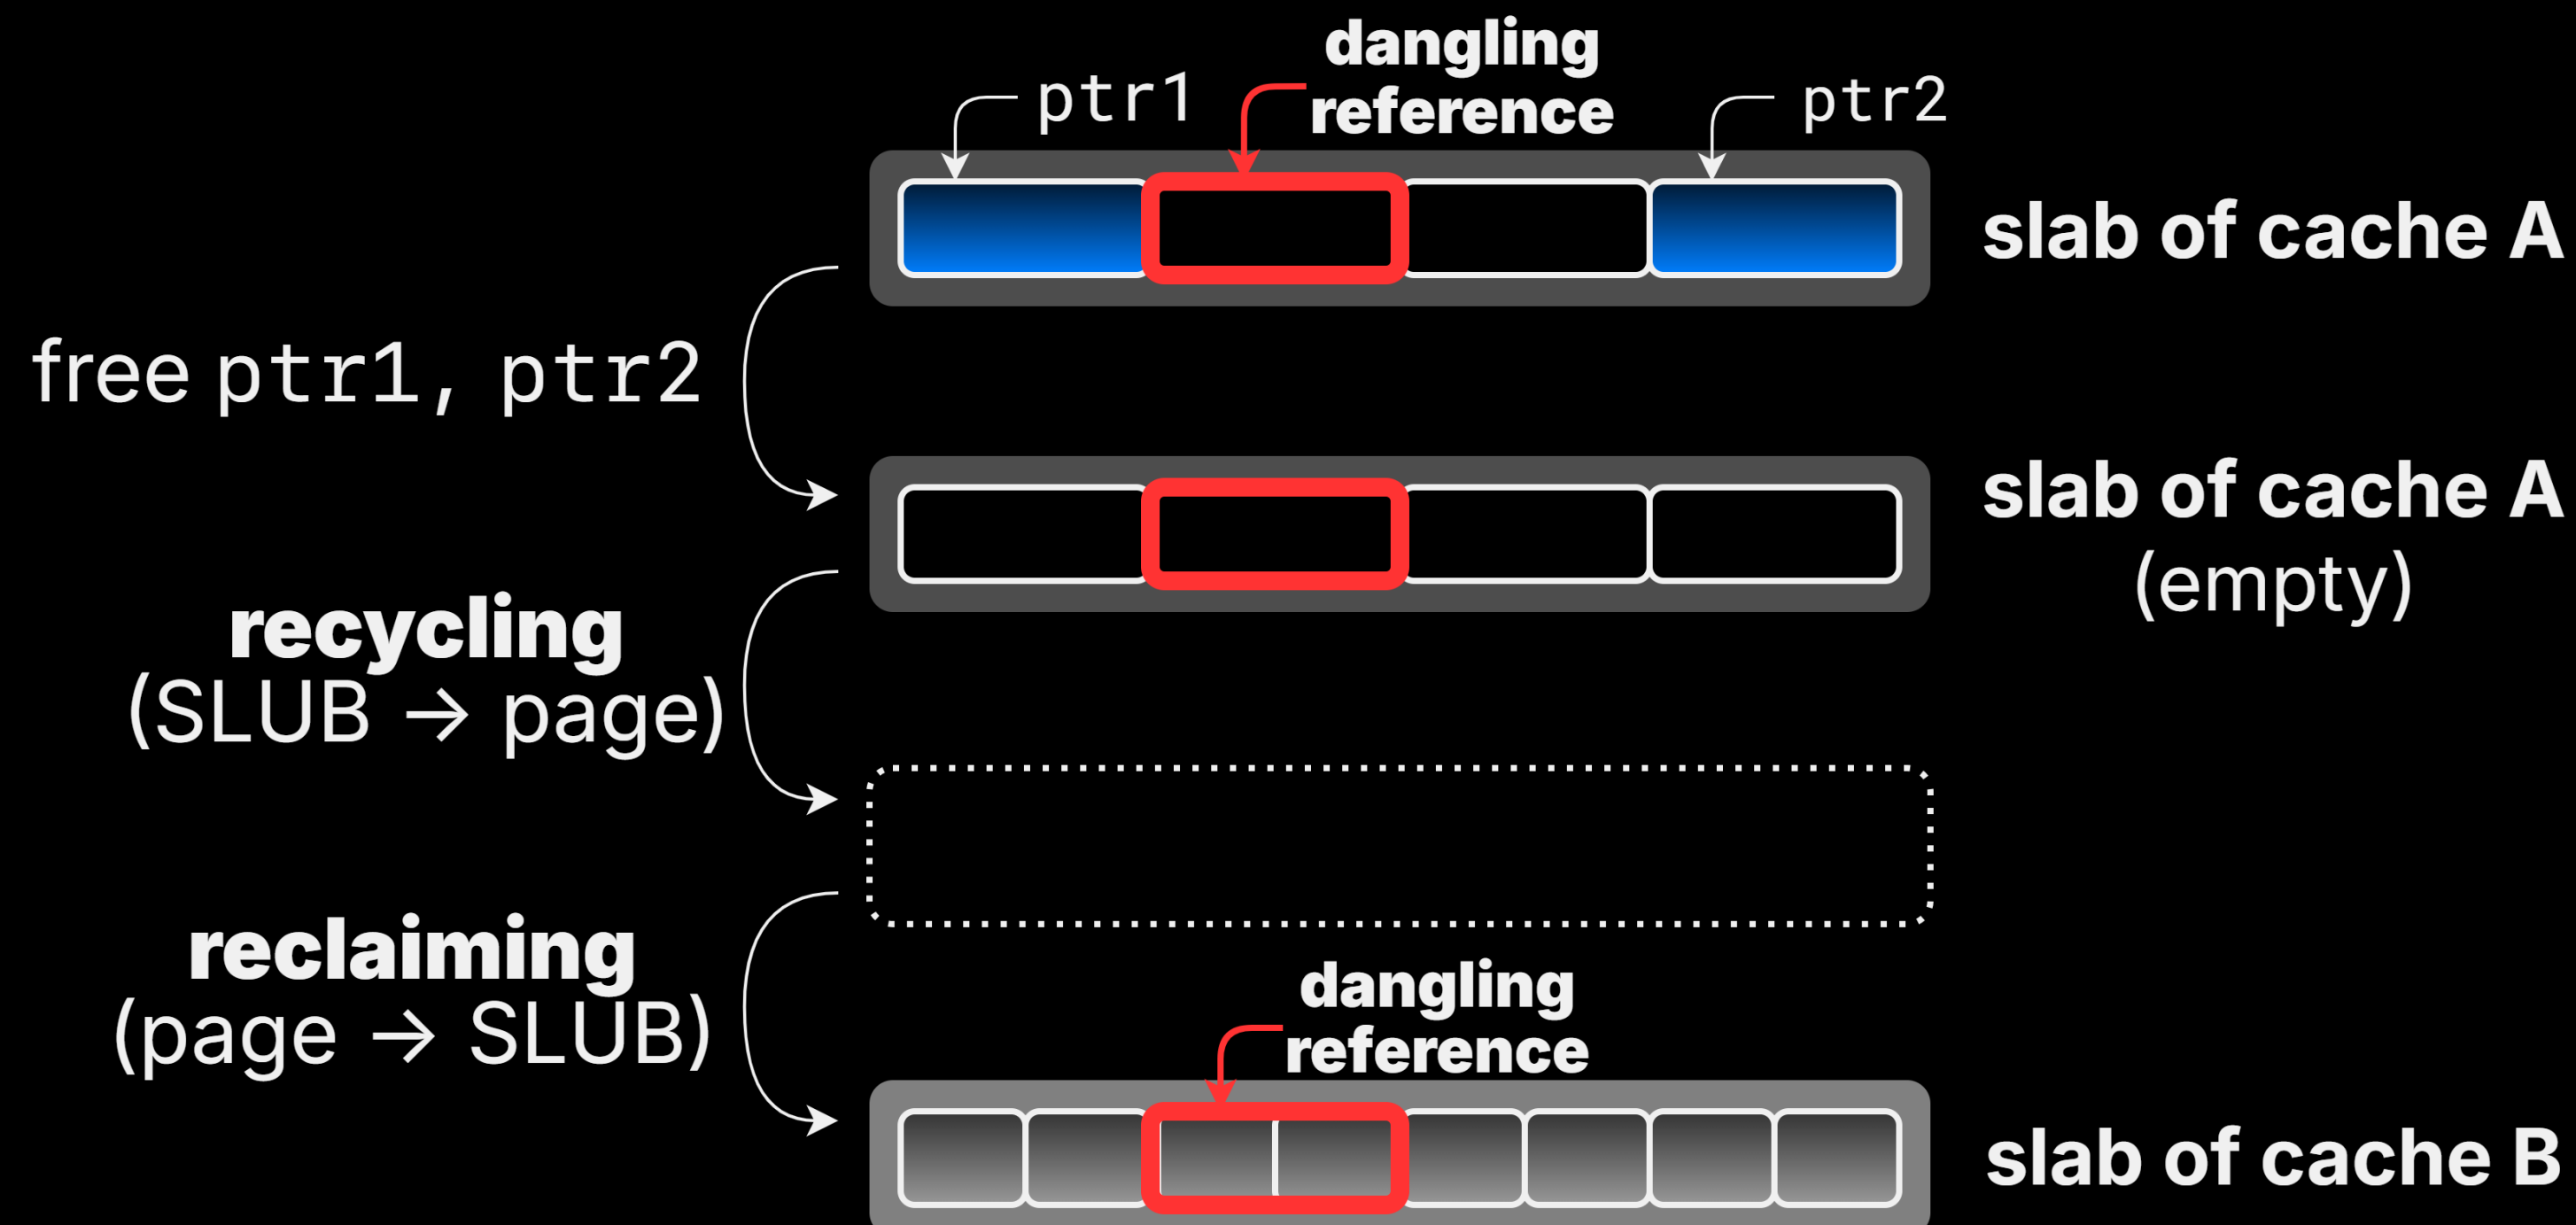 dangling
reference
ptr1
ptr2
slab of cache A
free ptr1, ptr2
slab of cache A
(empty)
recycling
(SLUB → page)
reclaiming
(page → SLUB)
dangling
reference
slab of cache B